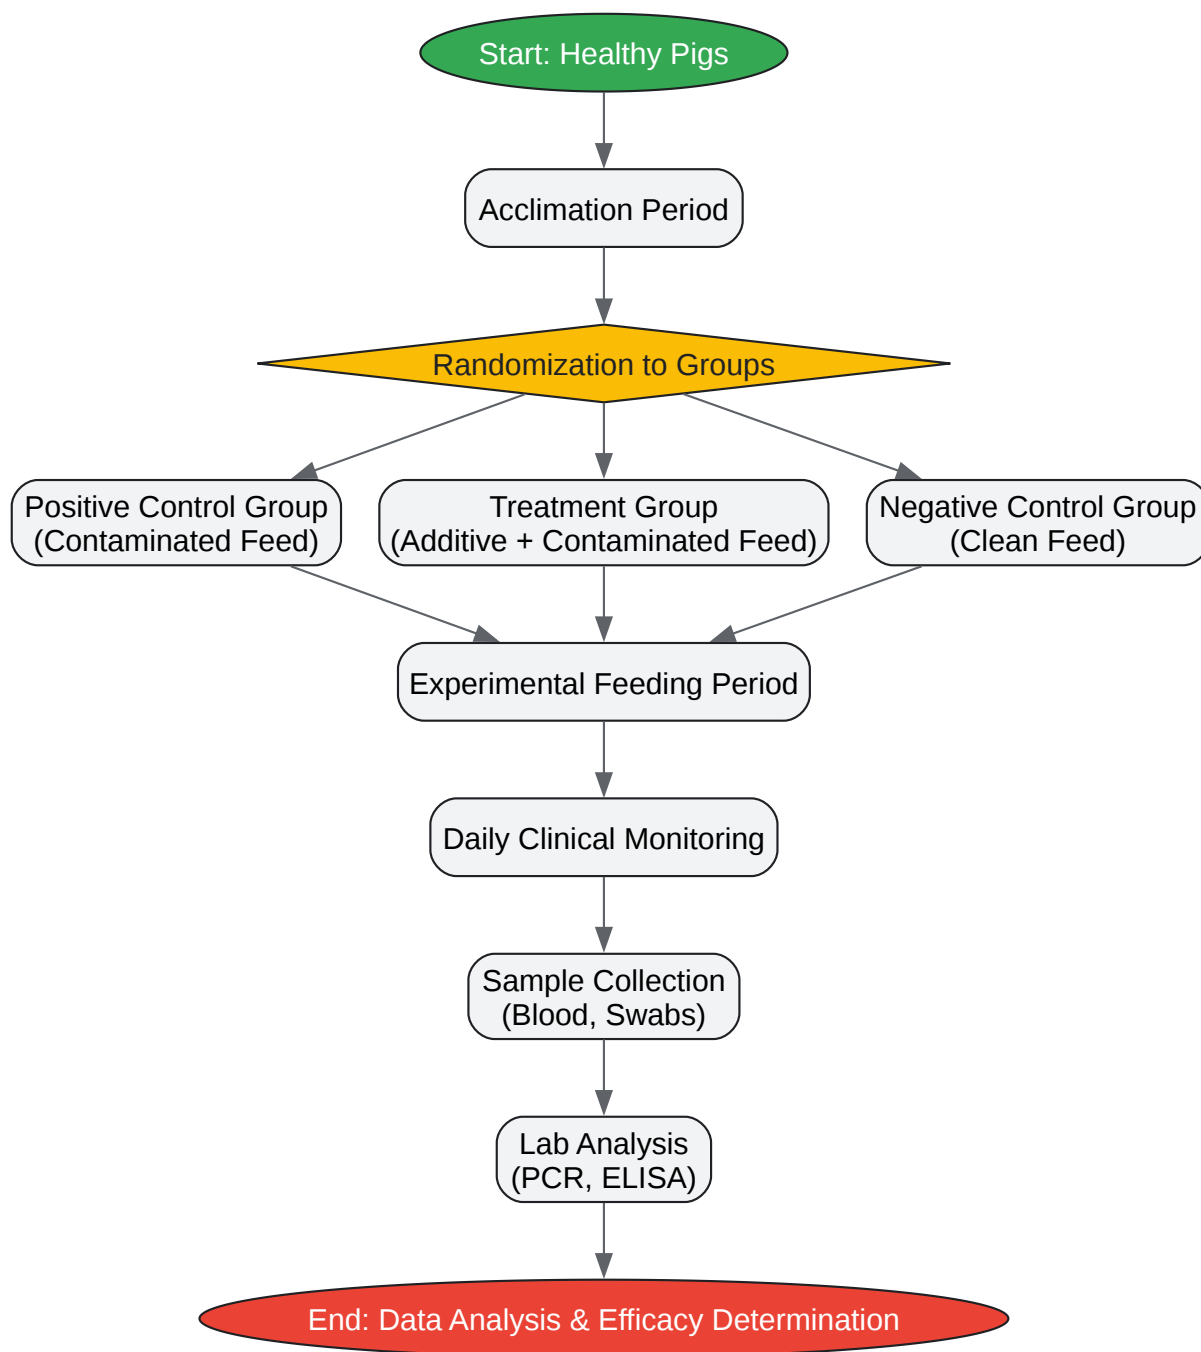 Start: Healthy Pigs
Acclimation Period
Randomization to Groups
Positive Control Group
(Contaminated Feed)
Treatment Group
(Additive + Contaminated Feed)
Negative Control Group
(Clean Feed)
Experimental Feeding Period
Daily Clinical Monitoring
Sample Collection
(Blood, Swabs)
Lab Analysis
(PCR, ELISA)
End: Data Analysis & Efficacy Determination